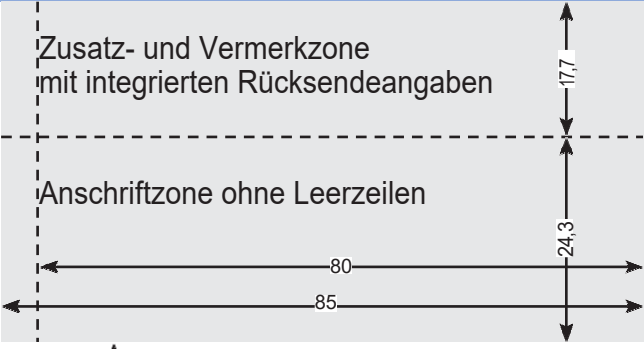 Zusatz- und Vermerkzone
mit integrierten Rücksendeangaben
17,7
Anschriftzone ohne Leerzeilen
24,3
80
85